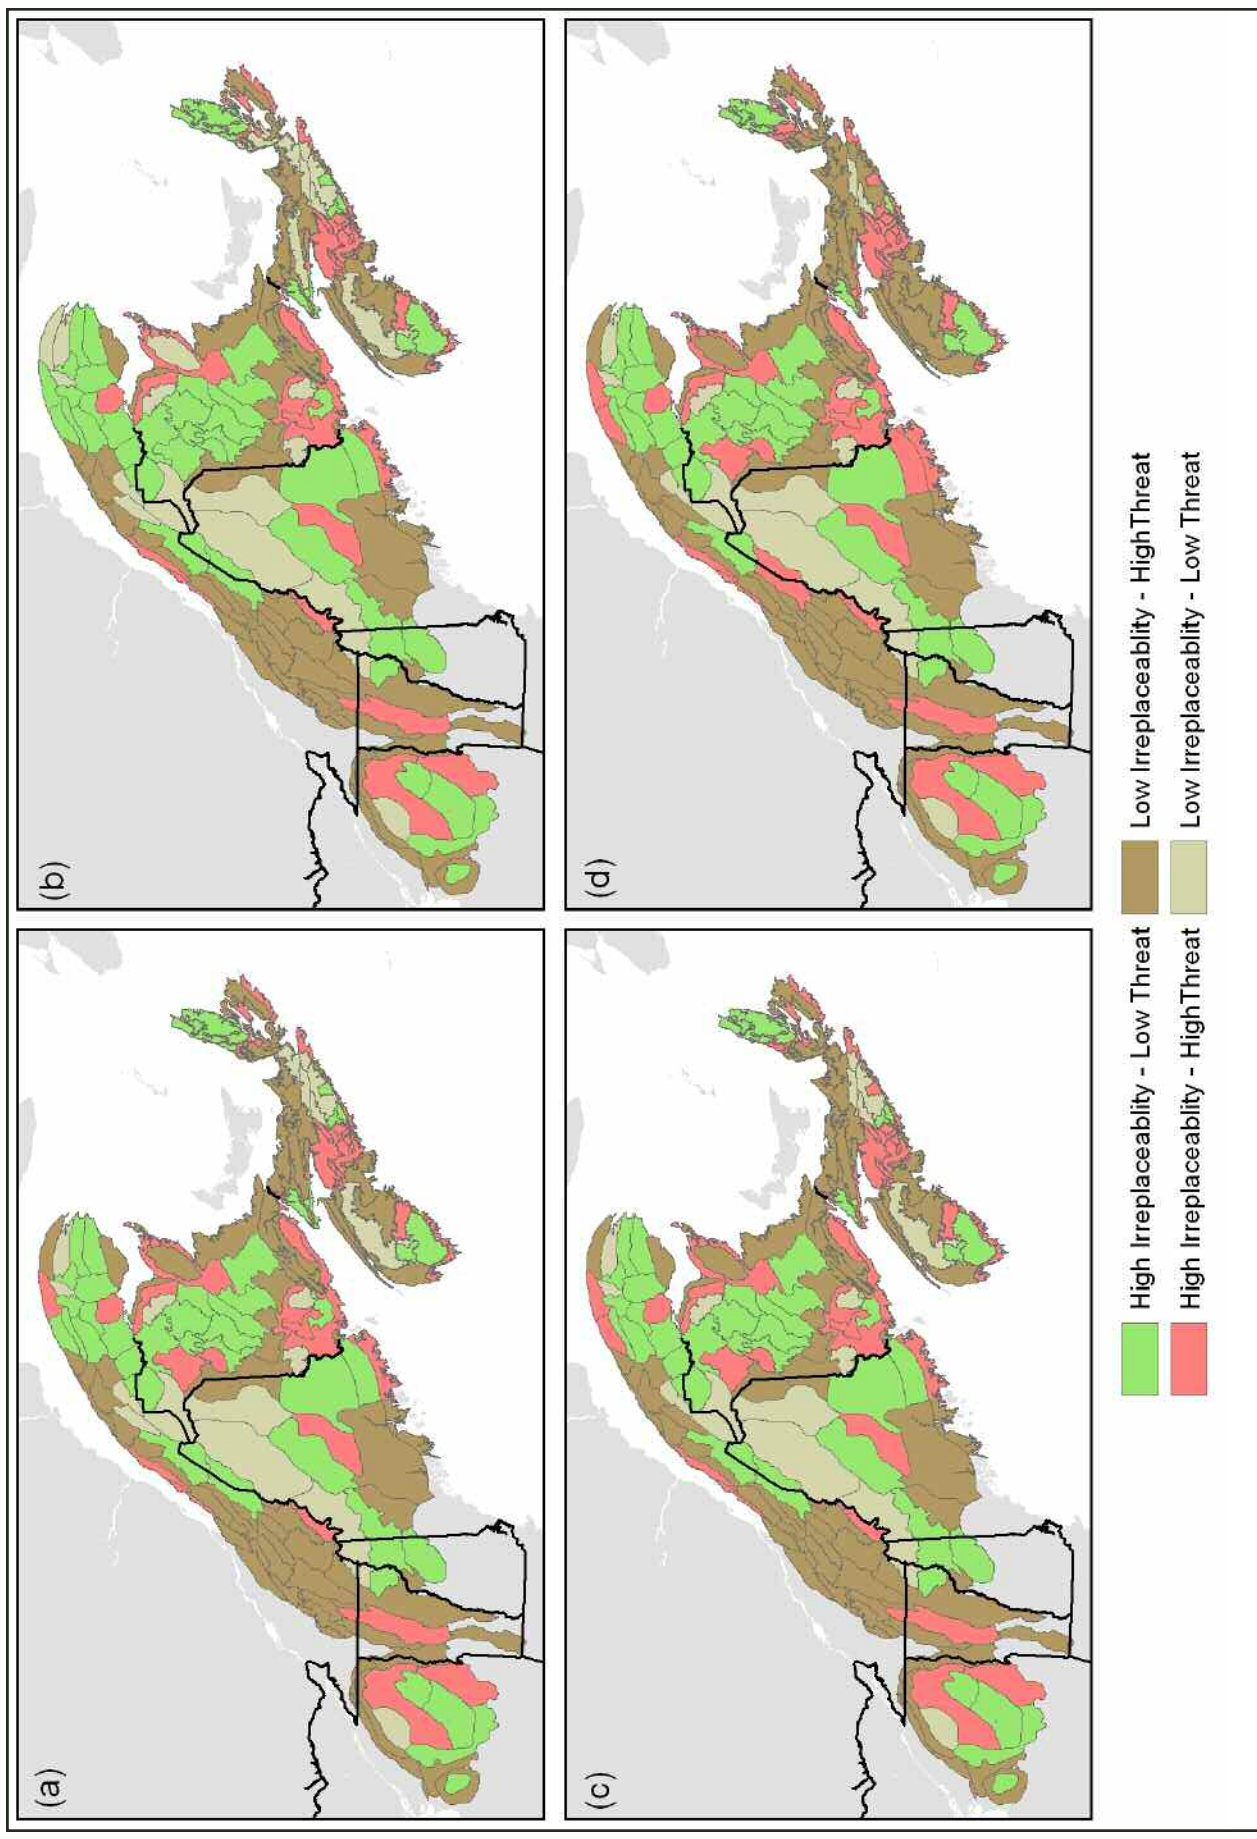 (a)
(b)
(c)
(d)
High Irreplaceablity - Low Threat
Low Irreplaceablity - HighThreat
High Irreplaceablity - HighThreat
Low Irreplaceablity - Low Threat